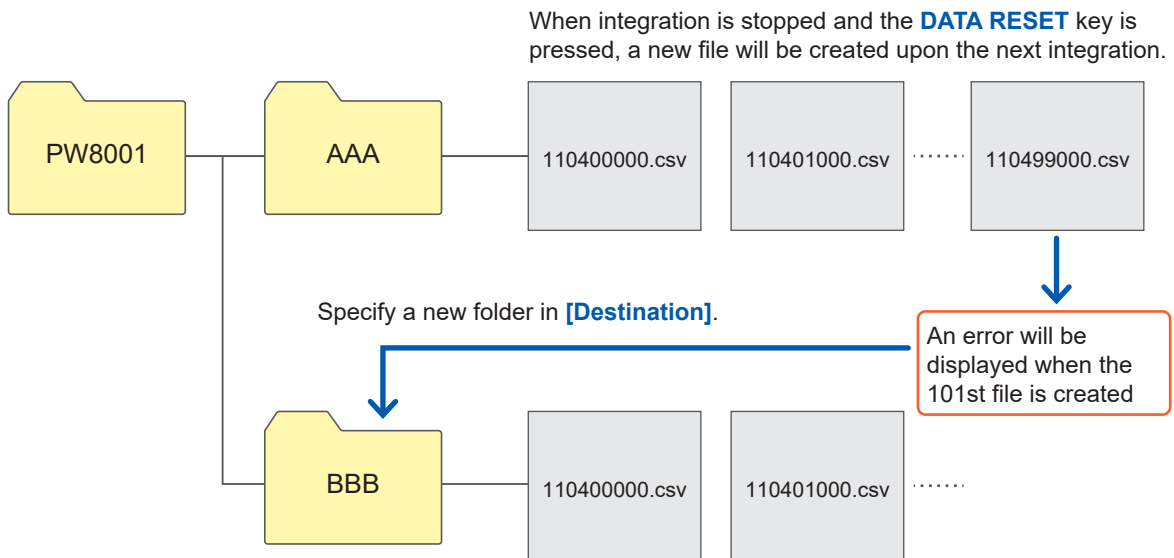 When integration is stopped and the DATA RESET key is
pressed, a new file will be created upon the next integration.
PW8001
AAA
110400000.csv
110401000.csv
110499000.csv
Specify a new folder in [Destination].
An error will be
displayed when the
101st file is created
BBB
110400000.csv
110401000.csv